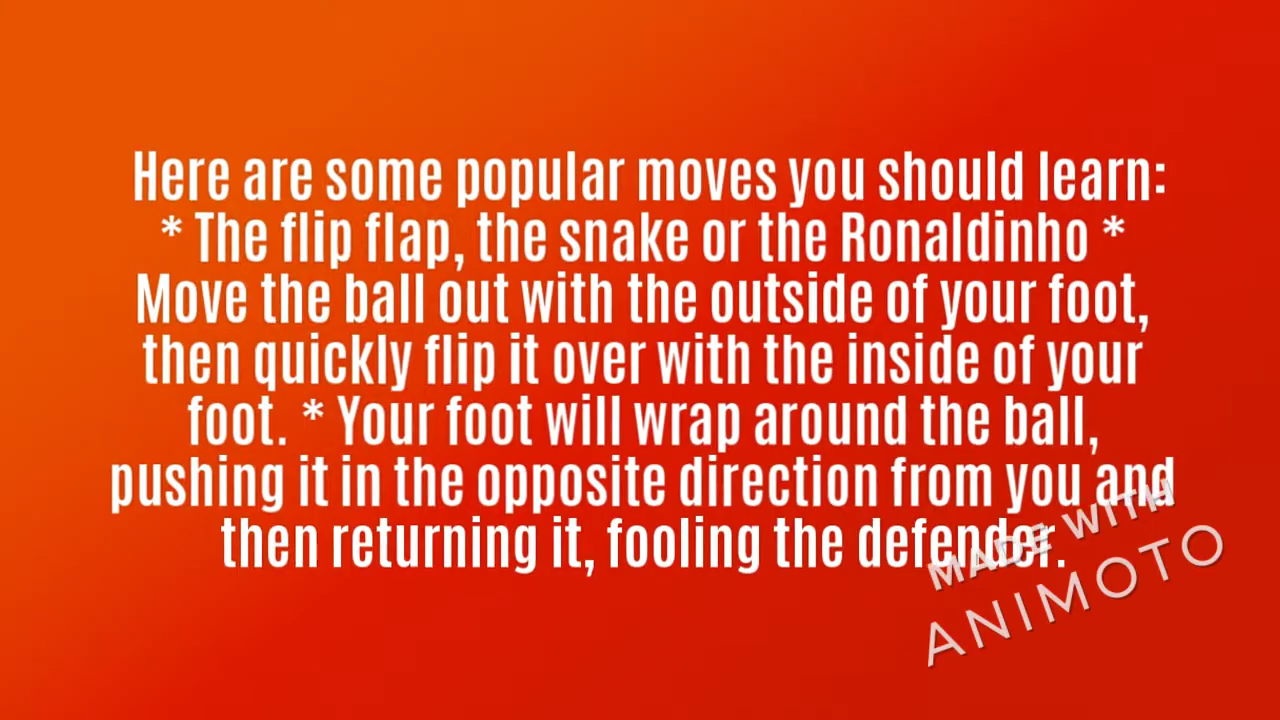 Here are some popular moves you should learn:
* The flip flap, the snake or the Ronaldinho *
Move the ball out with the outside of your foot,
then quickly flip it over with the inside of your
foot. * Your foot will wrap around the ball,
pushing it in the opposite direction from you and
then returning it, fooling the defender.
MADE WITH
ANIMOTO